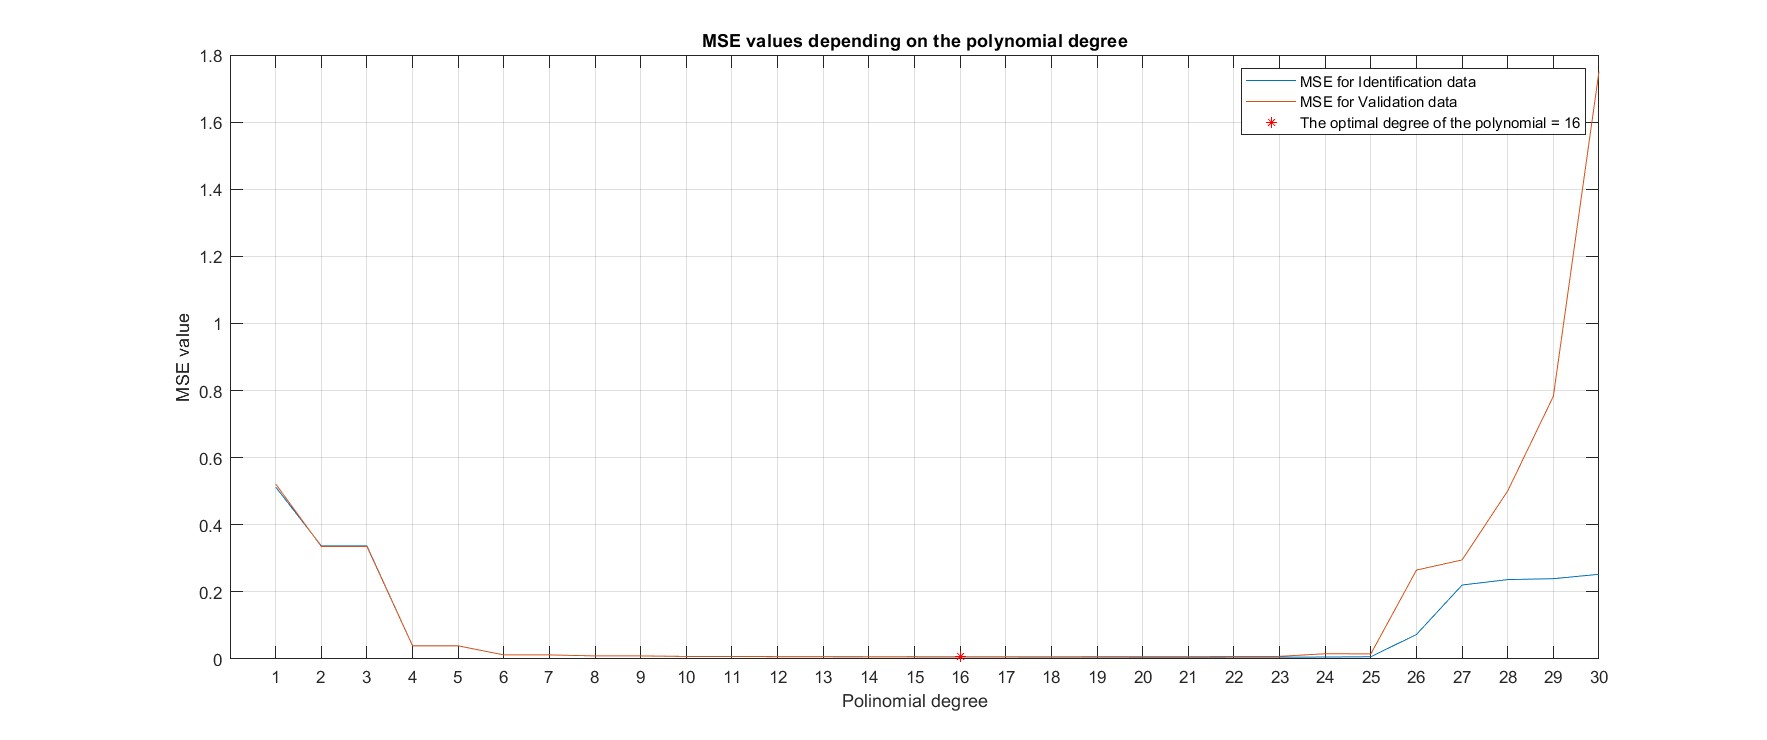 MSE values depending on the polynomial degree
MSE for Identification data
MSE for Validation data
The optimal degree of the polynomial = 16
MSE value
1.8
1.6
1.4
1.2
1
0.8
0.6
0.4
0.2
0
1 2 3 4 5 6 7 8 9 10 11 12 13 14 15 16 17 18 19 20 21 22 23 24 25 26 27 28 29 30
Polinomial degree